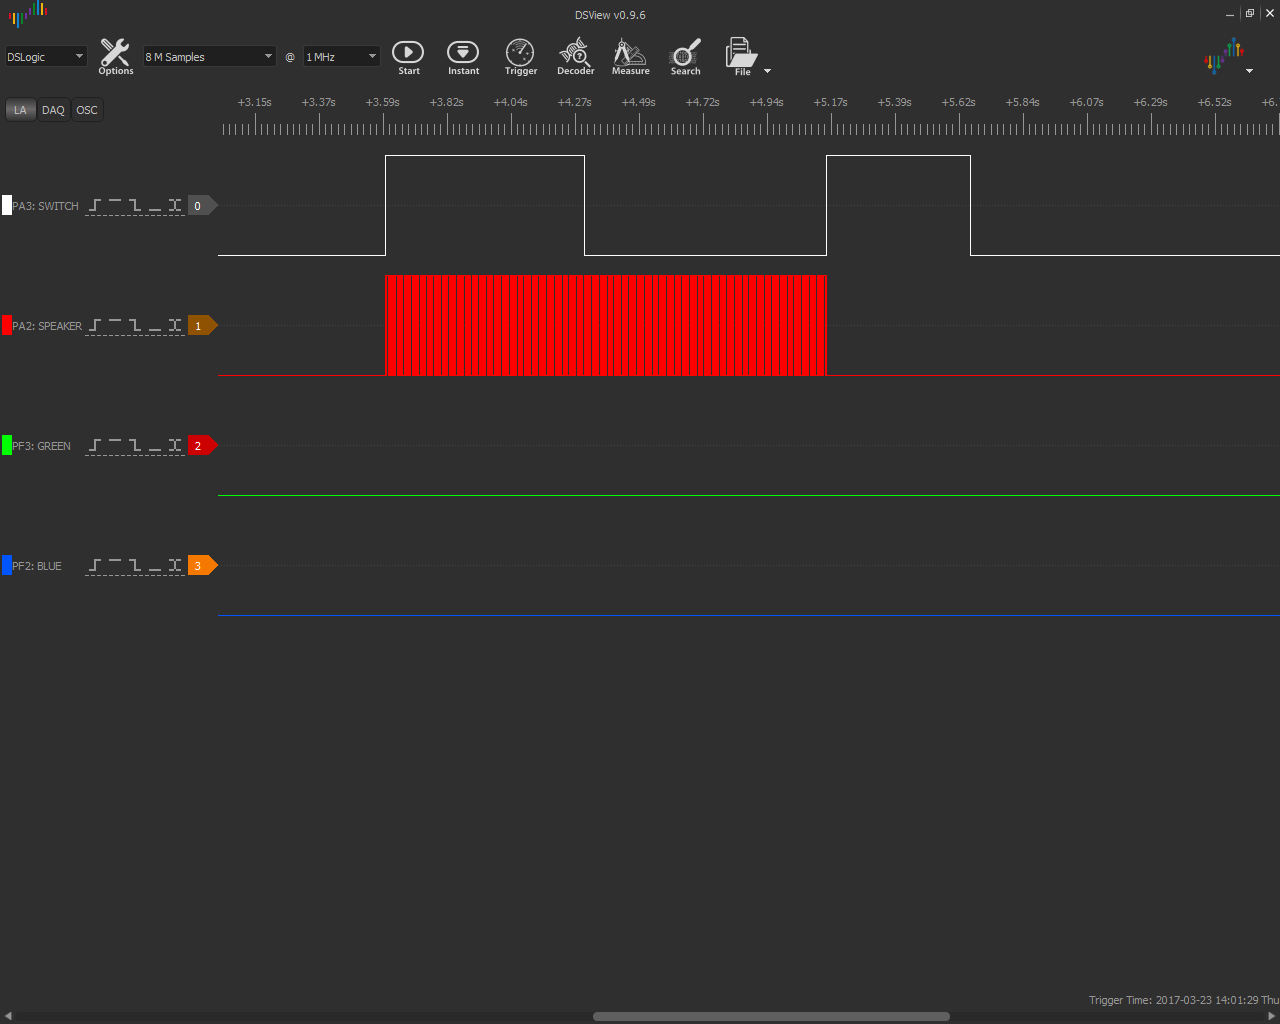 DSView v0.9.6
DSLogic Options 8 M Samples @ 1 MHz Start Instant Trigger Decoder Measure Search File
LA DAQ OSC
+3.15s +3.37s +3.59s +3.82s +4.04s +4.27s +4.49s +4.72s +4.94s +5.17s +5.39s +5.62s +5.84s +6.07s +6.29s +6.52s +6.
PA3: SWITCH 0
PA2: SPEAKER 1
PF3: GREEN 2
PF2: BLUE 3
Trigger Time: 2017-03-23 14:01:29 Thu